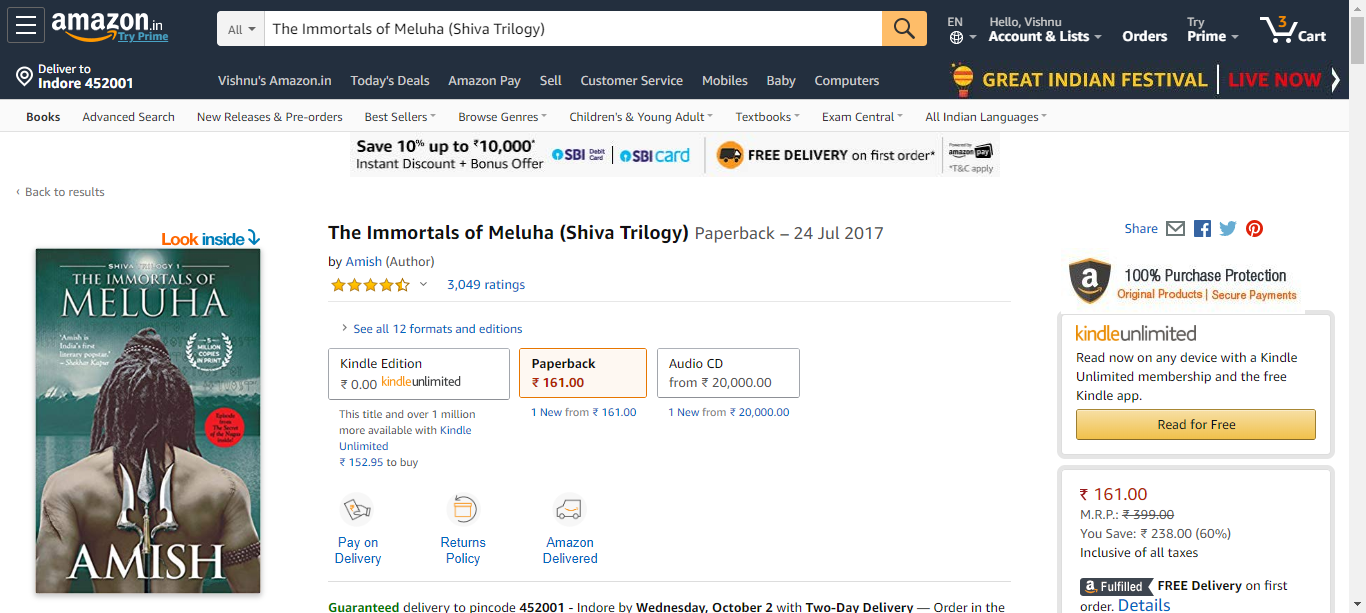 amazon.in
Try Prime
All
The Immortals of Meluha (Shiva Trilogy)
EN
Hello, Vishnu
Account & Lists
Orders
Try
Prime
3
Cart
Deliver to
Indore 452001
Vishnu's Amazon.in Today's Deals Amazon Pay Sell Customer Service Mobiles Baby Computers
GREAT INDIAN FESTIVAL | LIVE NOW
Books Advanced Search New Releases & Pre-orders Best Sellers Browse Genres Children's & Young Adult Textbooks Exam Central All Indian Languages
Save 10% up to ₹10,000*
Instant Discount + Bonus Offer
SBI Debit Card
SBI card
FREE DELIVERY on first order*
Powered by
amazon pay
*T&C apply
‹ Back to results
Look inside
SHIVA TRILOGY 1
THE IMMORTALS OF
MELUHA
'Amish is
India's first
literary popstar.'
– Shekhar Kapur
5
MILLION
COPIES
IN PRINT
Episode
from
The Secret
of the Nagas
Inside!
AMISH
The Immortals of Meluha (Shiva Trilogy) Paperback – 24 Jul 2017
by Amish (Author)
3,049 ratings
See all 12 formats and editions
Kindle Edition
₹ 0.00 kindleunlimited
This title and over 1 million
more available with Kindle
Unlimited
₹ 152.95 to buy
Paperback
₹ 161.00
1 New from ₹ 161.00
Audio CD
from ₹ 20,000.00
1 New from ₹ 20,000.00
Pay on
Delivery
Returns
Policy
Amazon
Delivered
Guaranteed delivery to pincode 452001 - Indore by Wednesday, October 2 with Two-Day Delivery — Order in the
Share
a
100% Purchase Protection
Original Products | Secure Payments
kindleunlimited
Read now on any device with a Kindle
Unlimited membership and the free
Kindle app.
Read for Free
₹ 161.00
M.R.P.: ₹ 399.00
You Save: ₹ 238.00 (60%)
Inclusive of all taxes
a Fulfilled FREE Delivery on first
order. Details